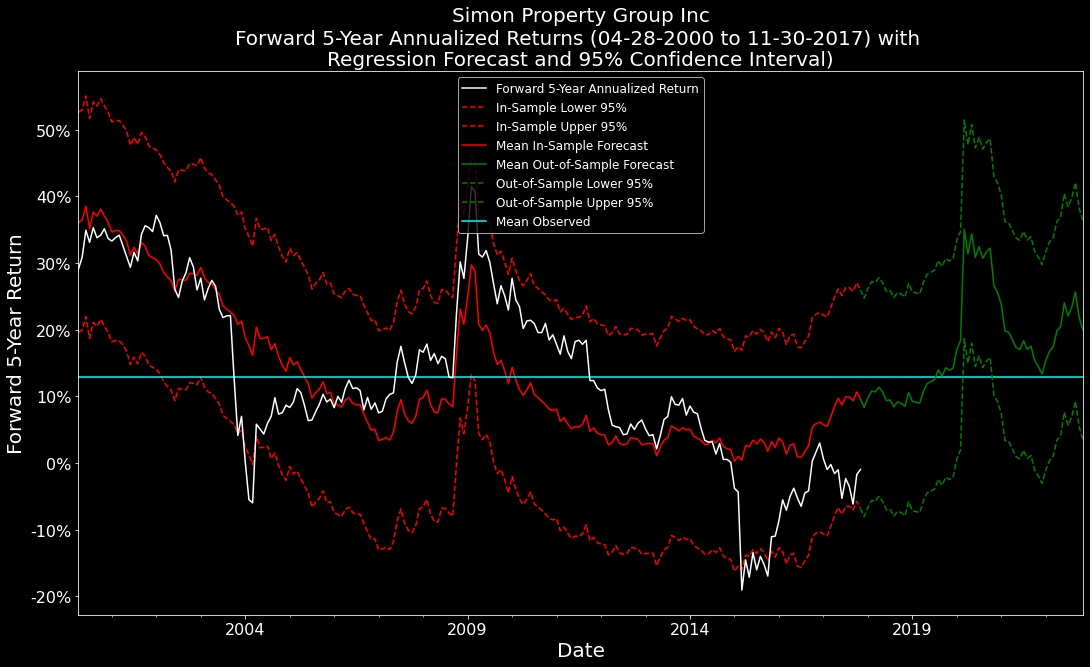 Simon Property Group Inc
Forward 5-Year Annualized Returns (04-28-2000 to 11-30-2017) with
Regression Forecast and 95% Confidence Interval)
Forward 5-Year Annualized Return
In-Sample Lower 95%
In-Sample Upper 95%
Mean In-Sample Forecast
Mean Out-of-Sample Forecast
Out-of-Sample Lower 95%
Out-of-Sample Upper 95%
Mean Observed
Forward 5-Year Return
50%
40%
30%
20%
10%
0%
-10%
-20%
2004
2009
2014
2019
Date